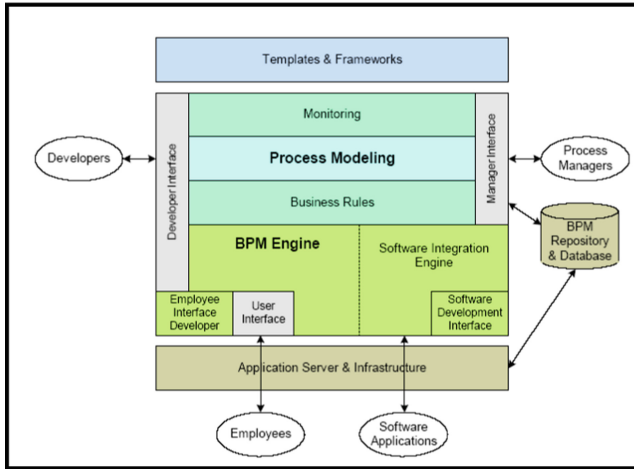 Templates & Frameworks
Monitoring
Developers
Developer Interface
Process Modeling
Manager Interface
Process
Managers
Business Rules
BPM
Repository
& Database
BPM Engine
Software Integration
Engine
Employee
Interface
Developer
User
Interface
Software
Development
Interface
Application Server & Infrastructure
Employees
Software
Applications